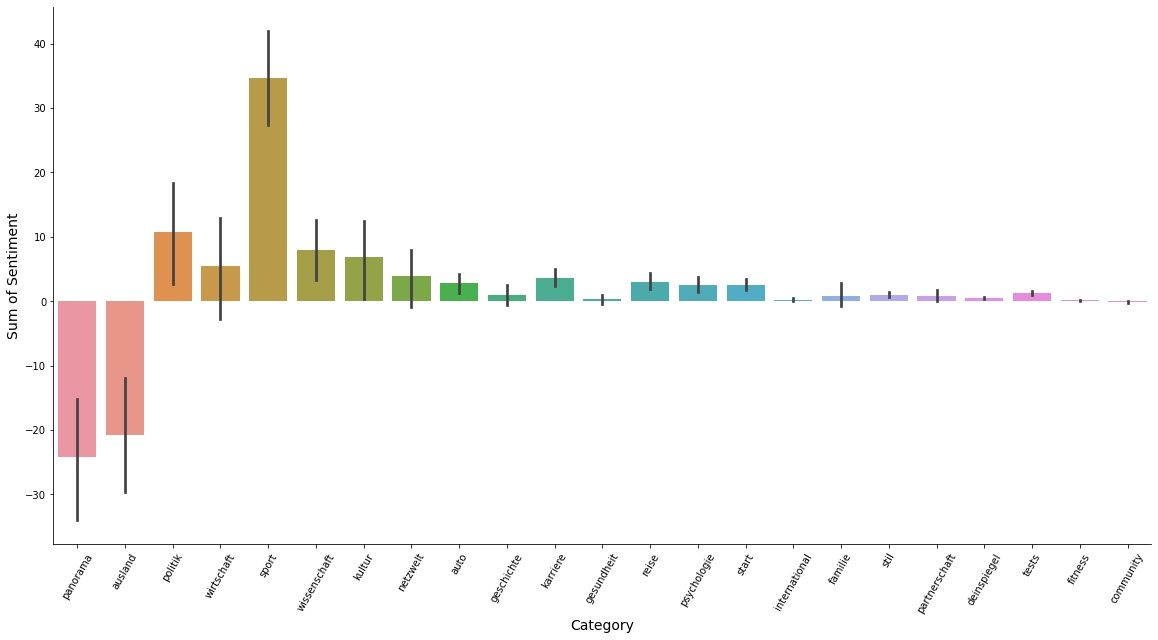 Sum of Sentiment
40
30
20
10
0
−10
−20
−30
panorama
ausland
politik
wirtschaft
sport
wissenschaft
kultur
netzwelt
auto
geschichte
karriere
gesundheit
reise
psychologie
start
international
familie
stil
partnerschaft
deinspiegel
tests
fitness
community
Category